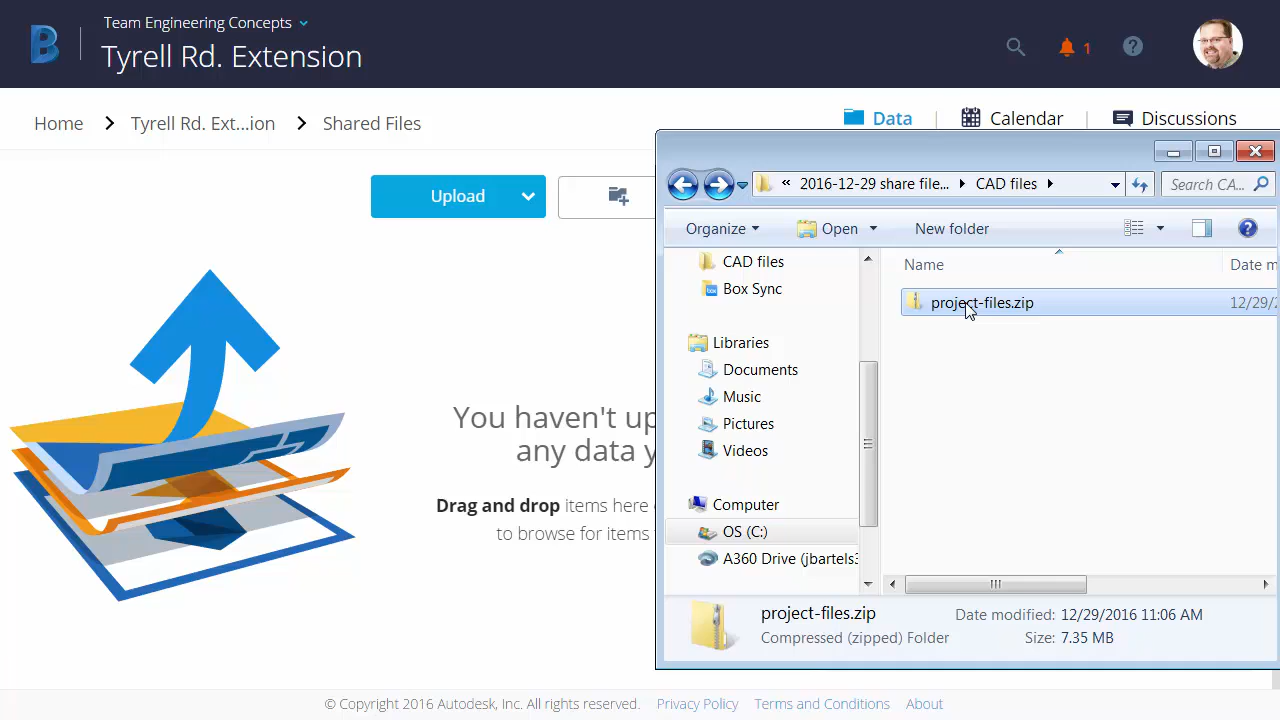 Team Engineering Concepts
Tyrell Rd. Extension
1
Home
Tyrell Rd. Ext...ion
Shared Files
Data
Calendar
Discussions
Upload
You haven't up
any data y
Drag and drop items here
to browse for items
2016-12-29 share file...
CAD files
Search CA...
Organize
Open
New folder
CAD files
Box Sync
Libraries
Documents
Music
Pictures
Videos
Computer
OS (C:)
A360 Drive (jbartels3
Name
Date m
project-files.zip
12/29/2
project-files.zip
Date modified: 12/29/2016 11:06 AM
Compressed (zipped) Folder
Size: 7.35 MB
© Copyright 2016 Autodesk, Inc. All rights reserved.
Privacy Policy
Terms and Conditions
About